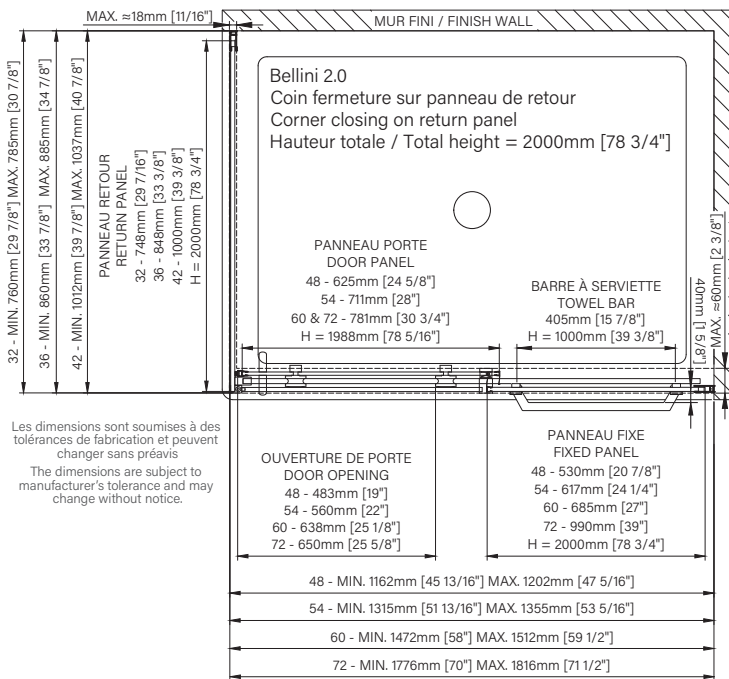 MAX. ≈18mm [11/16"]
MUR FINI / FINISH WALL
Bellini 2.0
Coin fermeture sur panneau de retour
Corner closing on return panel
Hauteur totale / Total height = 2000mm [78 3/4"]
32 - MIN. 760mm [29 7/8"] MAX. 785mm [30 7/8"]
36 - MIN. 860mm [33 7/8"] MAX. 885mm [34 7/8"]
42 - MIN. 1012mm [39 7/8"] MAX. 1037mm [40 7/8"]
PANNEAU RETOUR
RETURN PANEL
32 - 748mm [29 7/16"]
36 - 848mm [33 3/8"]
42 - 1000mm [39 3/8"]
H = 2000mm [78 3/4"]
PANNEAU PORTE
DOOR PANEL
48 - 625mm [24 5/8"]
54 - 711mm [28"]
60 & 72 - 781mm [30 3/4"]
H = 1988mm [78 5/16"]
BARRE À SERVIETTE
TOWEL BAR
405mm [15 7/8"]
H = 1000mm [39 3/8"]
40mm [1 5/8"]
MAX. ≈60mm [2 3/8"]
Les dimensions sont soumises à des
tolérances de fabrication et peuvent
changer sans préavis
The dimensions are subject to
manufacturer's tolerance and may
change without notice.
OUVERTURE DE PORTE
DOOR OPENING
48 - 483mm [19"]
54 - 560mm [22"]
60 - 638mm [25 1/8"]
72 - 650mm [25 5/8"]
PANNEAU FIXE
FIXED PANEL
48 - 530mm [20 7/8"]
54 - 617mm [24 1/4"]
60 - 685mm [27"]
72 - 990mm [39"]
H = 2000mm [78 3/4"]
48 - MIN. 1162mm [45 13/16"] MAX. 1202mm [47 5/16"]
54 - MIN. 1315mm [51 13/16"] MAX. 1355mm [53 5/16"]
60 - MIN. 1472mm [58"] MAX. 1512mm [59 1/2"]
72 - MIN. 1776mm [70"] MAX. 1816mm [71 1/2"]